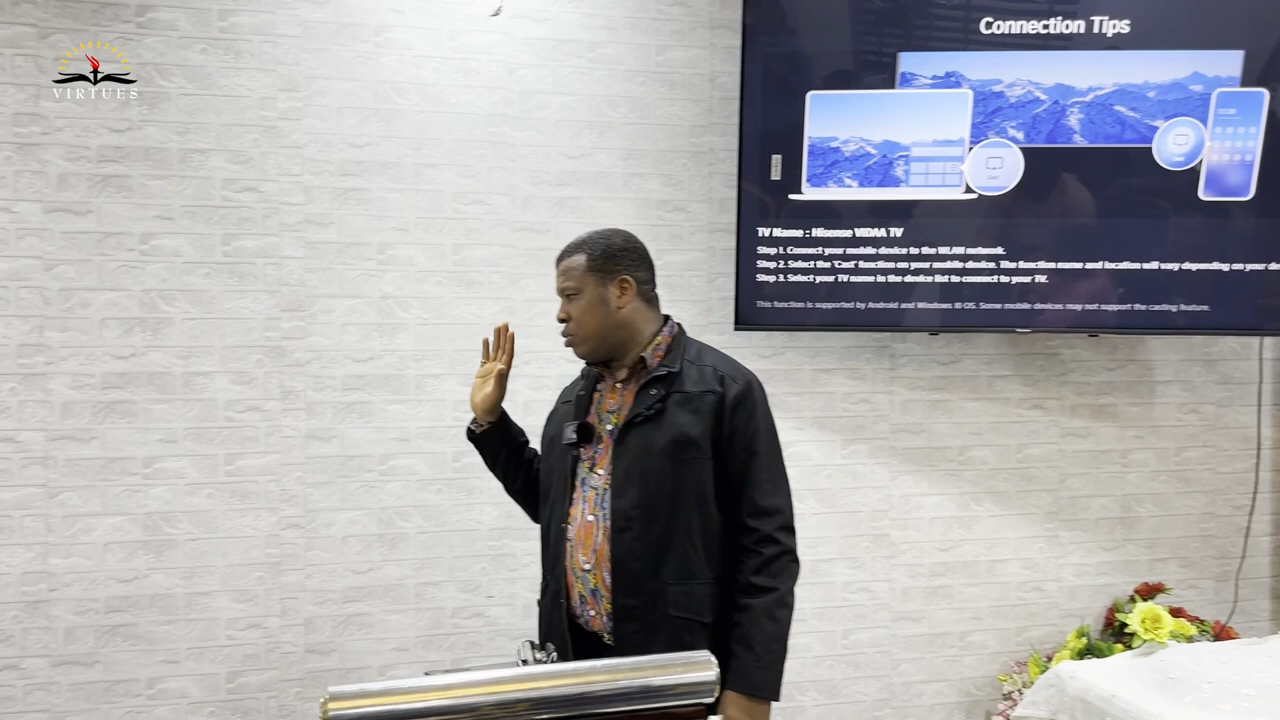 VIRTUES
Connection Tips
TV Name : Hisense VIDAA TV
Step 1. Connect your mobile device to the WLAN network.
Step 2. Select the 'Cast' function on your mobile device. The function name and location will vary depending on your
Step 3. Select your TV name in the device list to connect to your TV.
This function is supported by Android and Windows 10 OS. Some mobile devices may not support the casting feature.